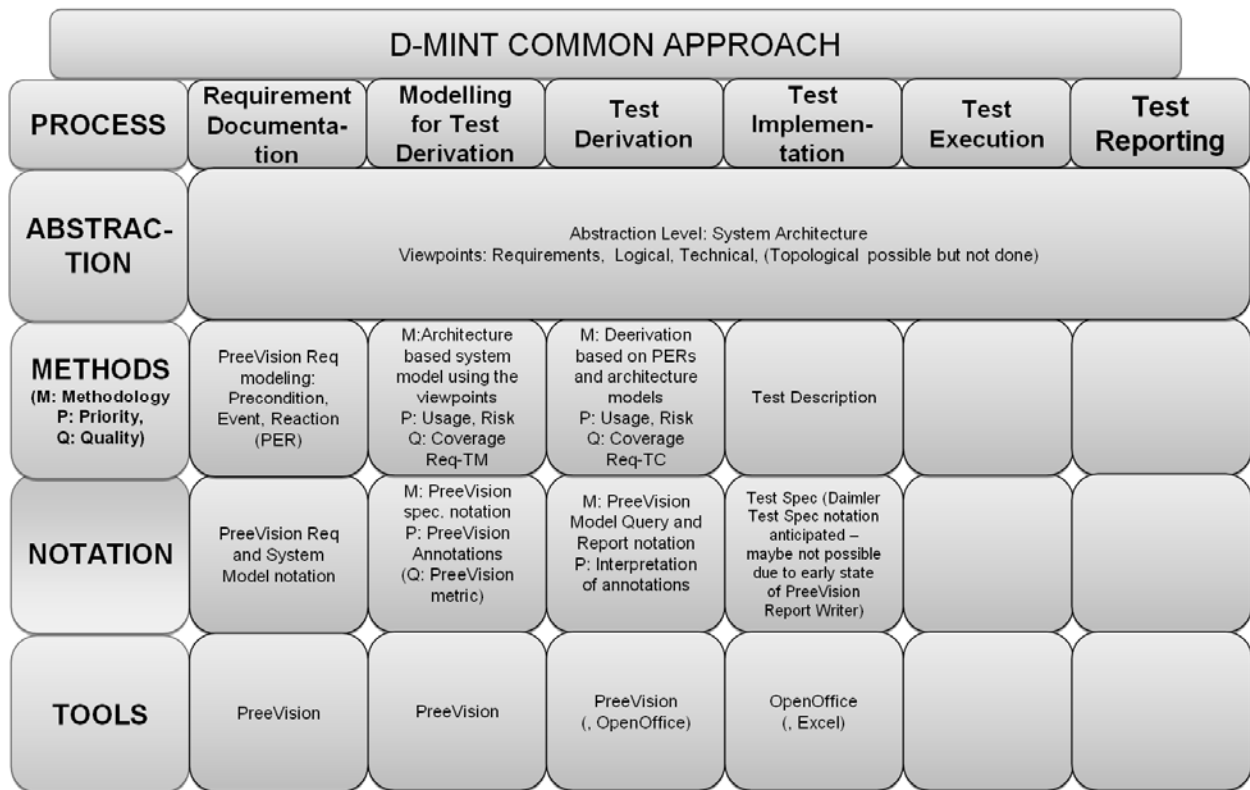 D-MINT COMMON APPROACH
PROCESS
Requirement
Documenta-
tion
Modelling
for Test
Derivation
Test
Derivation
Test
Implemen-
tation
Test
Execution
Test
Reporting
ABSTRAC-
TION
Abstraction Level: System Architecture
Viewpoints: Requirements, Logical, Technical, (Topological possible but not done)
METHODS
(M: Methodology
P: Priority,
Q: Quality)
PreeVision Req
modeling:
Precondition,
Event, Reaction
(PER)
M:Architecture
based system
model using the
viewpoints
P: Usage, Risk
Q: Coverage
Req-TM
M: Deerivation
based on PERs
and architecture
models
P: Usage, Risk
Q: Coverage
Req-TC
Test Description
NOTATION
PreeVision Req
and System
Model notation
M: PreeVision
spec. notation
P: PreeVision
Annotations
(Q: PreeVision
metric)
M: PreeVision
Model Query and
Report notation
P: Interpretation
of annotations
Test Spec (Daimler
Test Spec notation
anticipated –
maybe not possible
due to early state
of PreeVision
Report Writer)
TOOLS
PreeVision
PreeVision
PreeVision
(, OpenOffice)
OpenOffice
(, Excel)